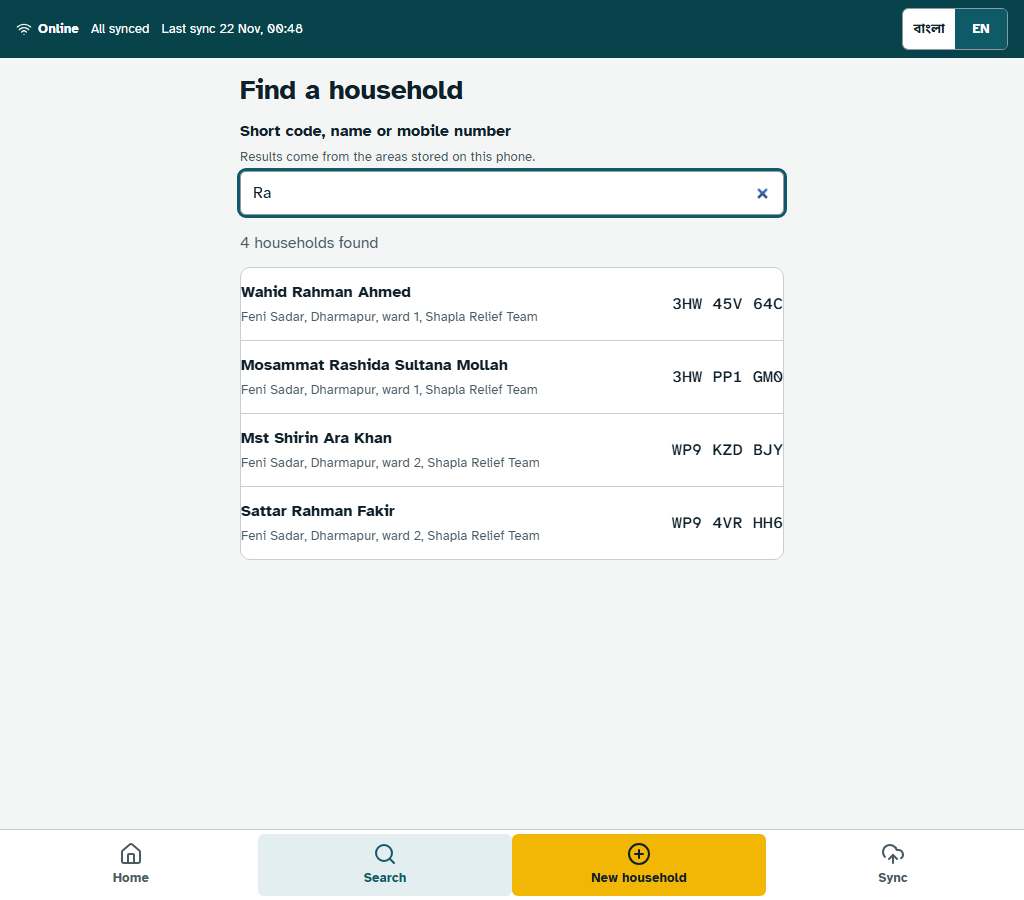 Online All synced Last sync 22 Nov, 00:48
বাংলা EN
Find a household
Short code, name or mobile number
Results come from the areas stored on this phone.
Ra
4 households found
Wahid Rahman Ahmed
Feni Sadar, Dharmapur, ward 1, Shapla Relief Team
3HW 45V 64C
Mosammat Rashida Sultana Mollah
Feni Sadar, Dharmapur, ward 1, Shapla Relief Team
3HW PP1 GM0
Mst Shirin Ara Khan
Feni Sadar, Dharmapur, ward 2, Shapla Relief Team
WP9 KZD BJY
Sattar Rahman Fakir
Feni Sadar, Dharmapur, ward 2, Shapla Relief Team
WP9 4VR HH6
Home
Search
New household
Sync